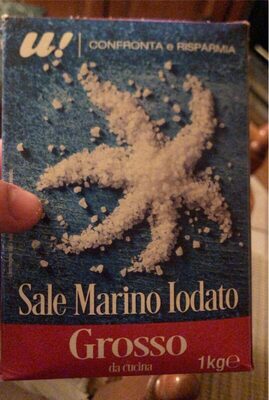 u! CONFRONTA e RISPARMIA
Sale Marino Iodato
Grosso
da cucina
1kg℮